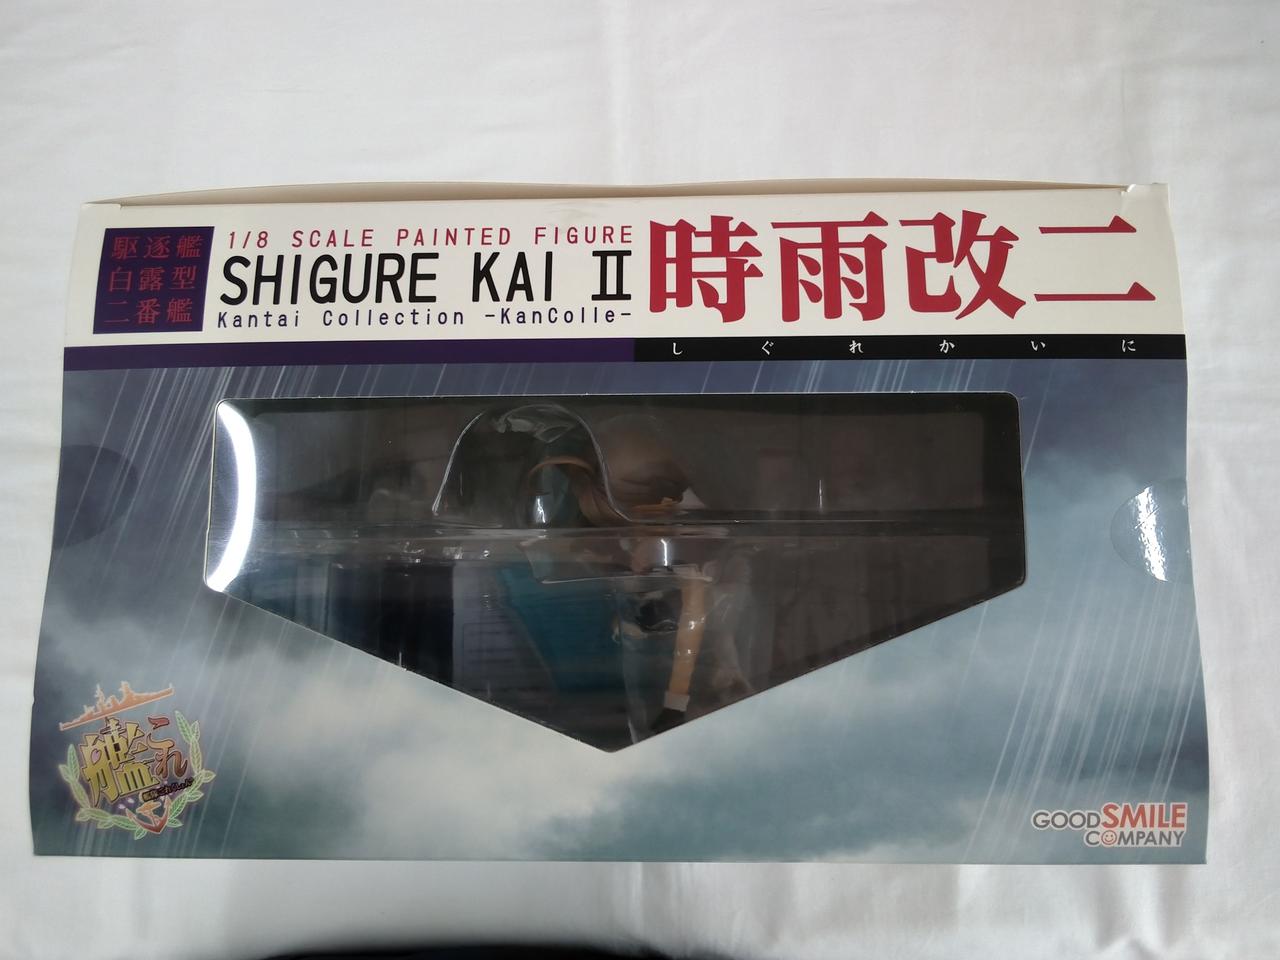 駆逐艦
白露型
二番艦
1/8 SCALE PAINTED FIGURE
SHIGURE KAI Ⅱ
Kantai Collection -KanColle-
時雨改二
しぐれかいに
艦これ
GOOD SMILE
COMPANY